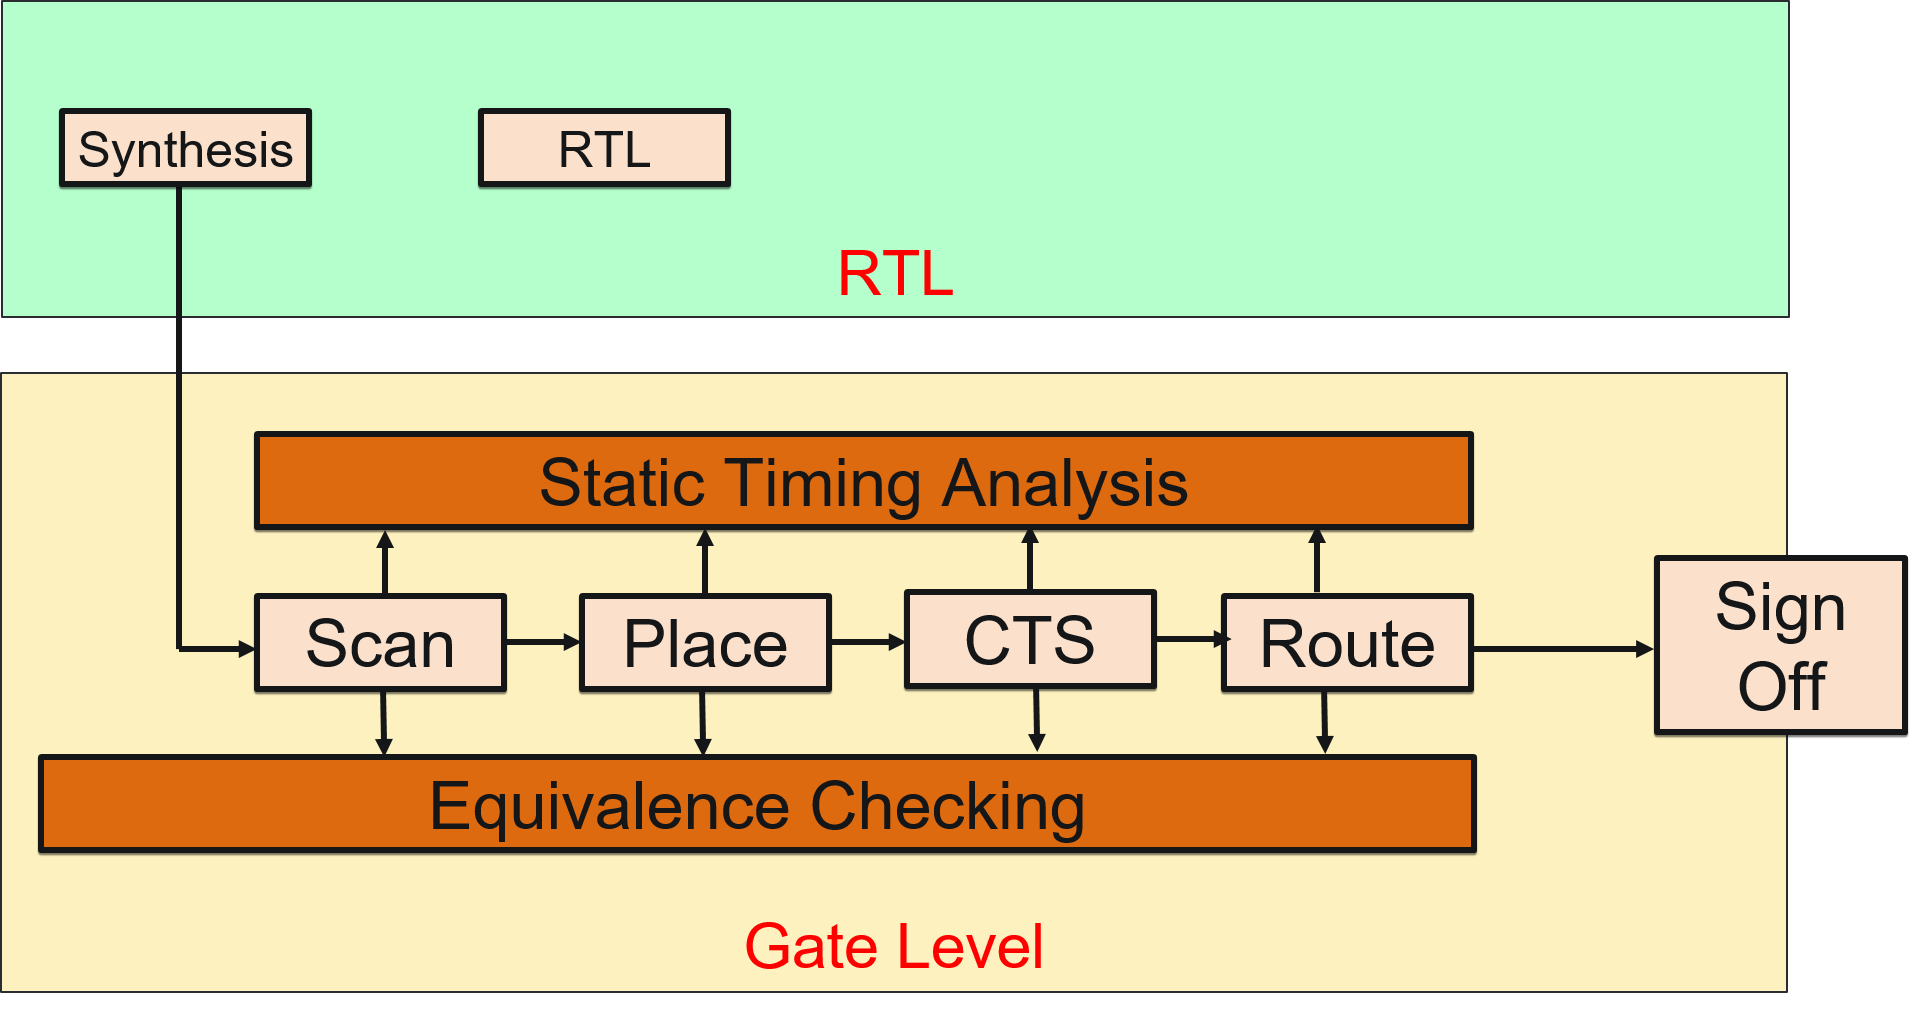 Synthesis
RTL
RTL
Static Timing Analysis
Scan
Place
CTS
Route
Sign
Off
Equivalence Checking
Gate Level